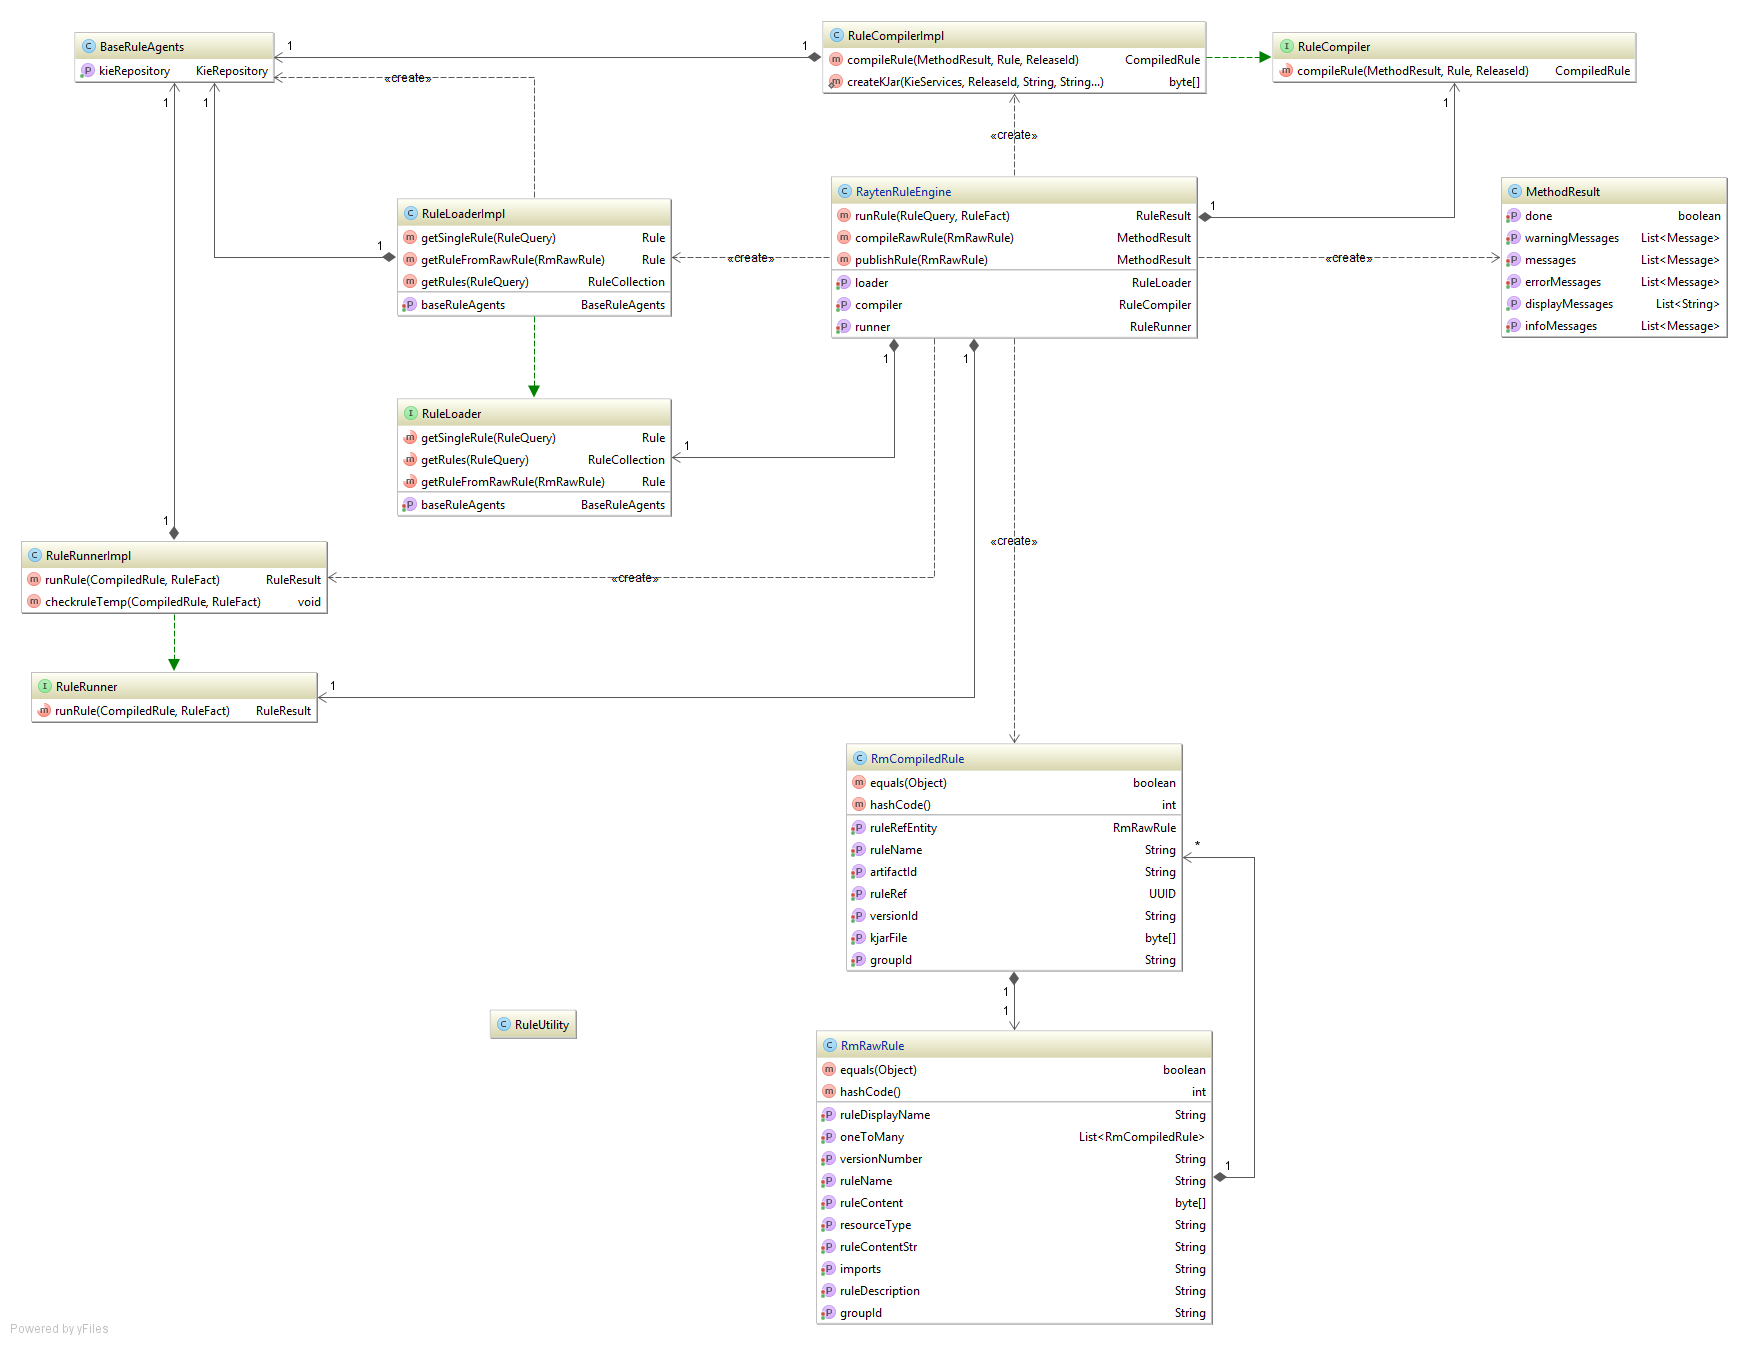 C BaseRuleAgents
P kieRepository KieRepository
1
1
«create»
1
1
C RuleCompilerImpl
m compileRule(MethodResult, Rule, ReleaseId) CompiledRule
m createKJar(KieServices, ReleaseId, String, String...) byte[]
I RuleCompiler
m compileRule(MethodResult, Rule, ReleaseId) CompiledRule
1
«create»
C RuleLoaderImpl
m getSingleRule(RuleQuery) Rule
m getRuleFromRawRule(RmRawRule) Rule
m getRules(RuleQuery) RuleCollection
P baseRuleAgents BaseRuleAgents
1
«create»
C RaytenRuleEngine
m runRule(RuleQuery, RuleFact) RuleResult
m compileRawRule(RmRawRule) MethodResult
m publishRule(RmRawRule) MethodResult
P loader RuleLoader
P compiler RuleCompiler
P runner RuleRunner
1
1
1
«create»
C MethodResult
P done boolean
P warningMessages List<Message>
P messages List<Message>
P errorMessages List<Message>
P displayMessages List<String>
P infoMessages List<Message>
I RuleLoader
m getSingleRule(RuleQuery) Rule
m getRules(RuleQuery) RuleCollection
m getRuleFromRawRule(RmRawRule) Rule
P baseRuleAgents BaseRuleAgents
1
1
C RuleRunnerImpl
m runRule(CompiledRule, RuleFact) RuleResult
m checkruleTemp(CompiledRule, RuleFact) void
«create»
«create»
I RuleRunner
m runRule(CompiledRule, RuleFact) RuleResult
1
C RmCompiledRule
m equals(Object) boolean
m hashCode() int
P ruleRefEntity RmRawRule
P ruleName String
P artifactId String
P ruleRef UUID
P versionId String
P kjarFile byte[]
P groupId String
*
1
1
C RuleUtility
C RmRawRule
m equals(Object) boolean
m hashCode() int
P ruleDisplayName String
P oneToMany List<RmCompiledRule>
P versionNumber String
P ruleName String
P ruleContent byte[]
P resourceType String
P ruleContentStr String
P imports String
P ruleDescription String
P groupId String
1
Powered by yFiles